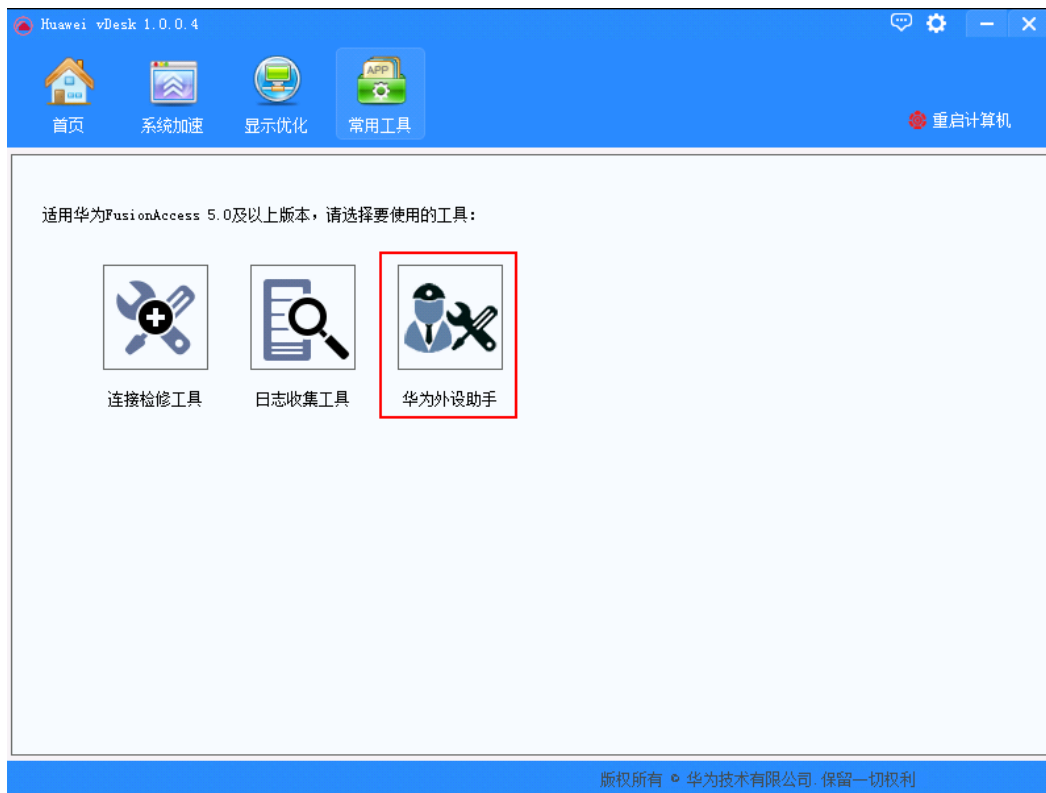 Huawei vDesk 1.0.0.4
首页 系统加速 显示优化 APP 常用工具
重启计算机
适用华为FusionAccess 5.0及以上版本，请选择要使用的工具：
连接检修工具 日志收集工具 华为外设助手
版权所有 © 华为技术有限公司.保留一切权利